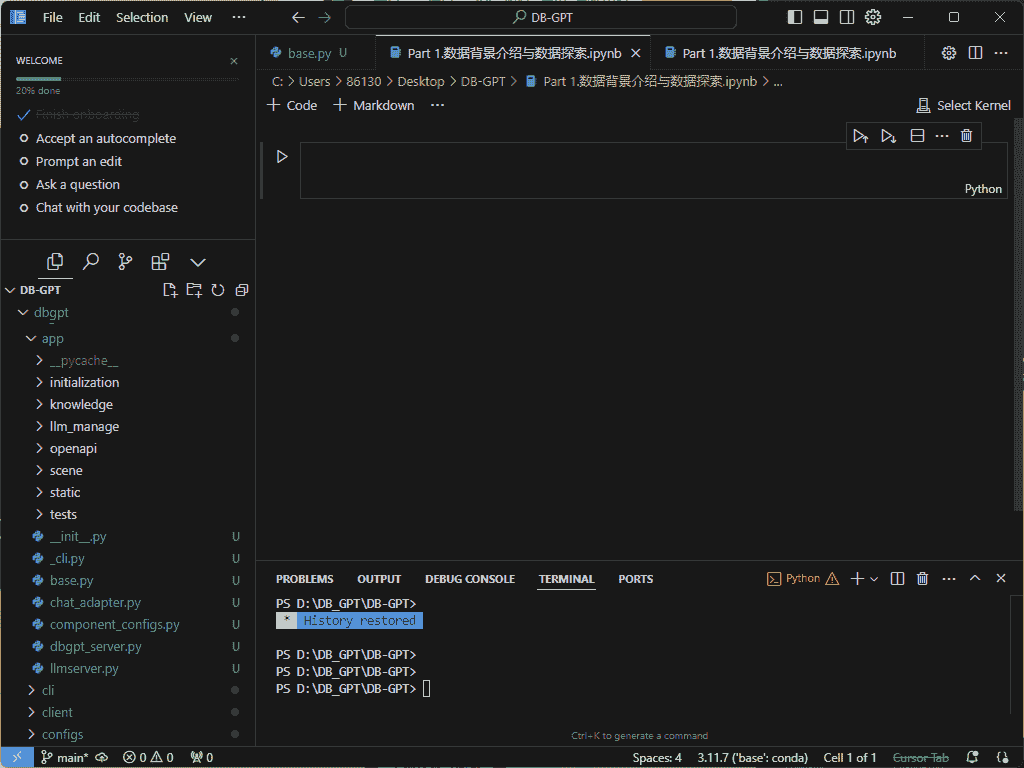 File Edit Selection View ··· DB-GPT
WELCOME
20% done
Finish onboarding
Accept an autocomplete
Prompt an edit
Ask a question
Chat with your codebase
DB-GPT
dbgpt
app
__pycache__
initialization
knowledge
llm_manage
openapi
scene
static
tests
__init__.py U
_cli.py U
base.py U
chat_adapter.py U
component_configs.py U
dbgpt_server.py U
llmserver.py U
cli
client
configs
base.py U Part 1.数据背景介绍与数据探索.ipynb Part 1.数据背景介绍与数据探索.ipynb
C: > Users > 86130 > Desktop > DB-GPT > Part 1.数据背景介绍与数据探索.ipynb > ...
+ Code + Markdown ··· Select Kernel
Python
PROBLEMS OUTPUT DEBUG CONSOLE TERMINAL PORTS Python
PS D:\DB_GPT\DB-GPT>
* History restored
PS D:\DB_GPT\DB-GPT>
PS D:\DB_GPT\DB-GPT>
PS D:\DB_GPT\DB-GPT>
Ctrl+K to generate a command
main* 0 0 0 Spaces: 4 3.11.7 ('base': conda) Cell 1 of 1 Cursor Tab